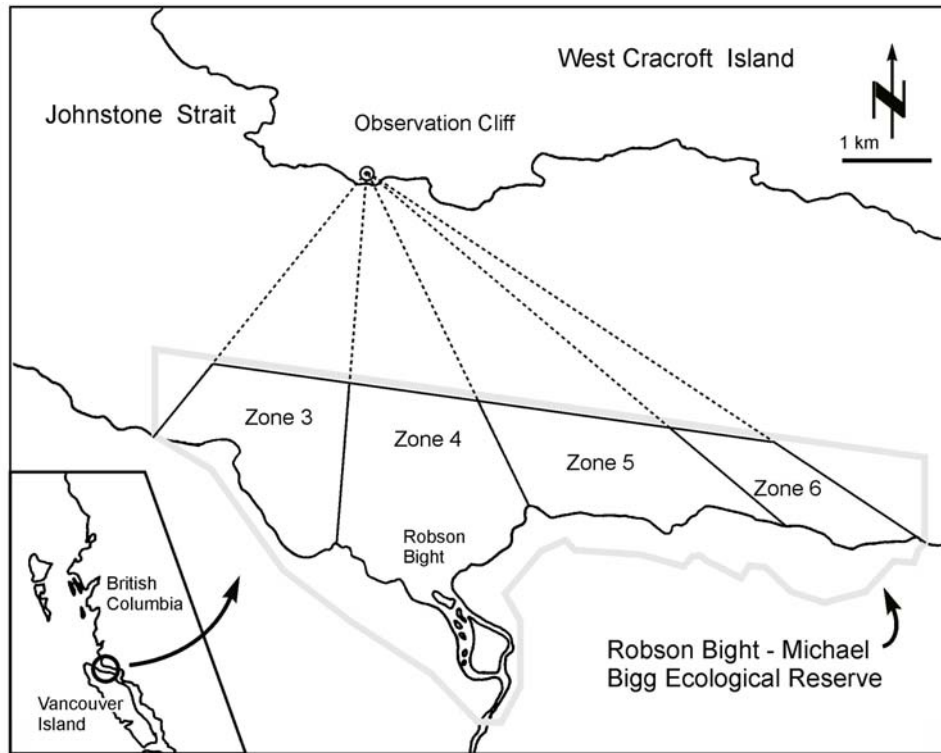 West Cracroft Island
Johnstone Strait
Observation Cliff
N
1 km
Zone 3
Zone 4
Zone 5
Zone 6
Robson
Bight
British
Columbia
Vancouver
Island
Robson Bight - Michael
Bigg Ecological Reserve